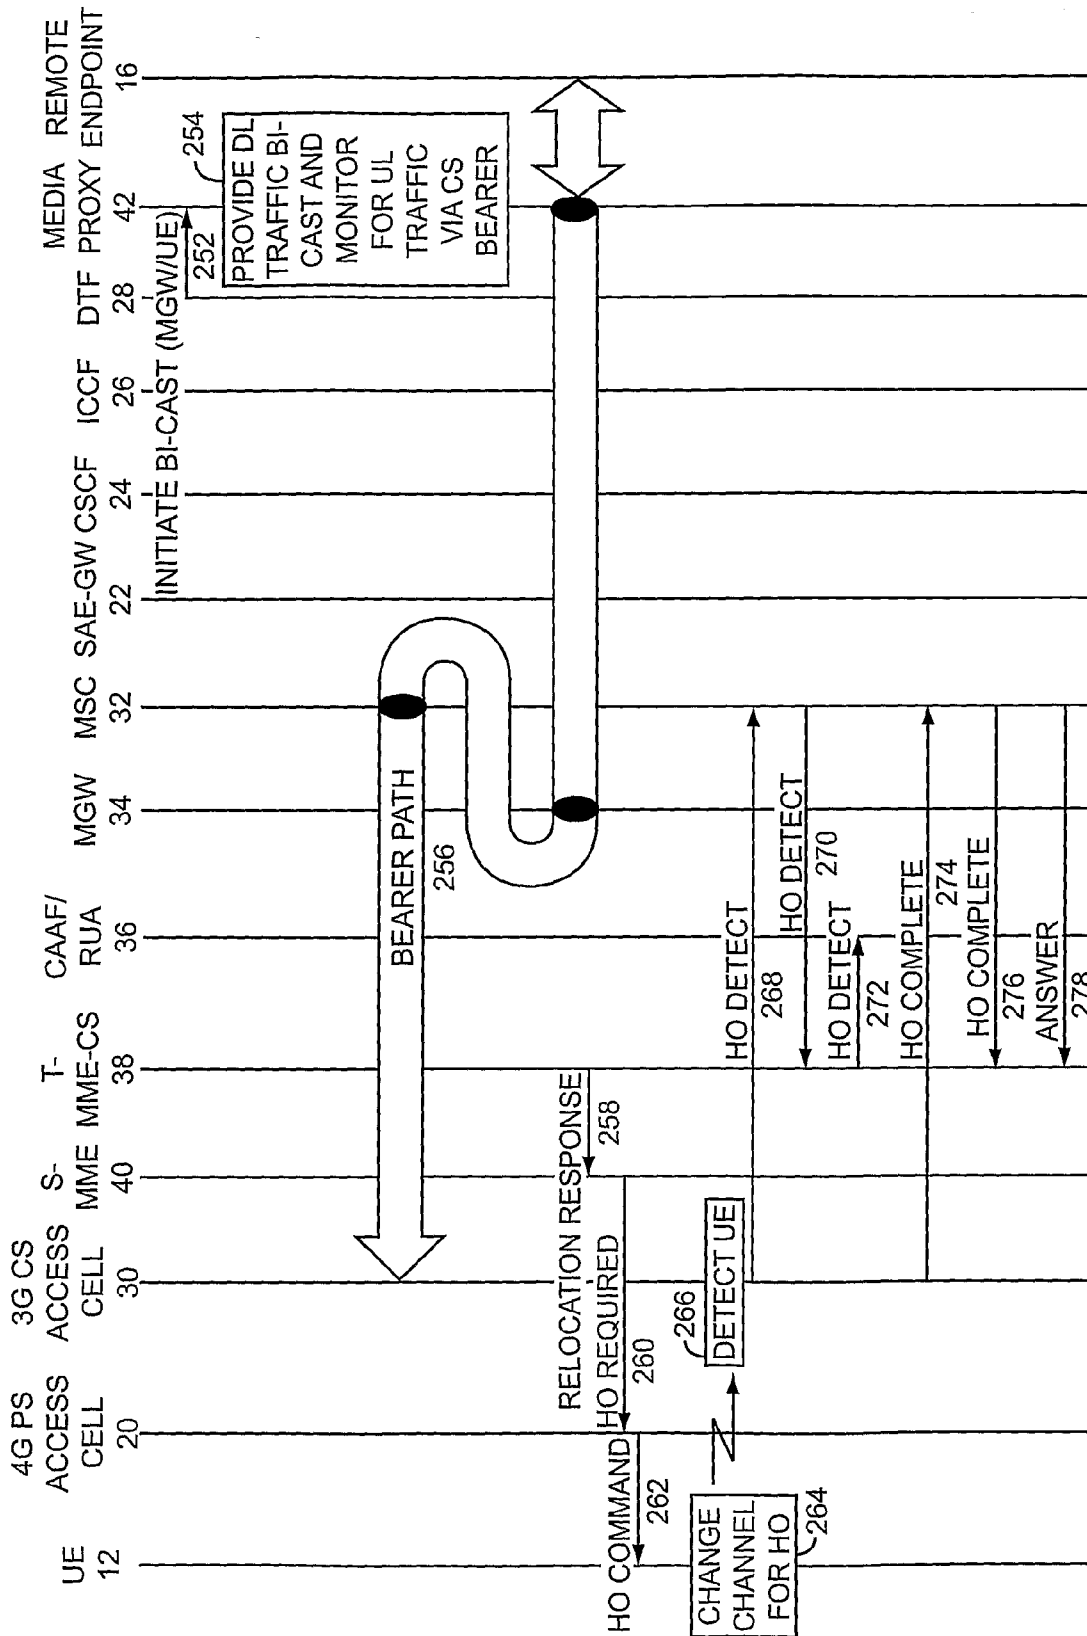 UE
12
4G PS
ACCESS
CELL
20
3G CS
ACCESS
CELL
30
S-
MME
40
T-
MME-CS
38
CAAF/
RUA
36
MGW
34
MSC
32
SAE-GW
22
CSCF
24
ICCF
26
DTF
28
MEDIA
PROXY
42
REMOTE
ENDPOINT
16
INITIATE BI-CAST (MGW/UE)
252
254
PROVIDE DL
TRAFFIC BI-
CAST AND
MONITOR
FOR UL
TRAFFIC
VIA CS
BEARER
BEARER PATH
256
RELOCATION RESPONSE
258
HO REQUIRED
260
HO COMMAND
262
CHANGE
CHANNEL
FOR HO
264
266
DETECT UE
HO DETECT
268
HO DETECT
270
HO DETECT
272
HO COMPLETE
274
HO COMPLETE
276
ANSWER
278